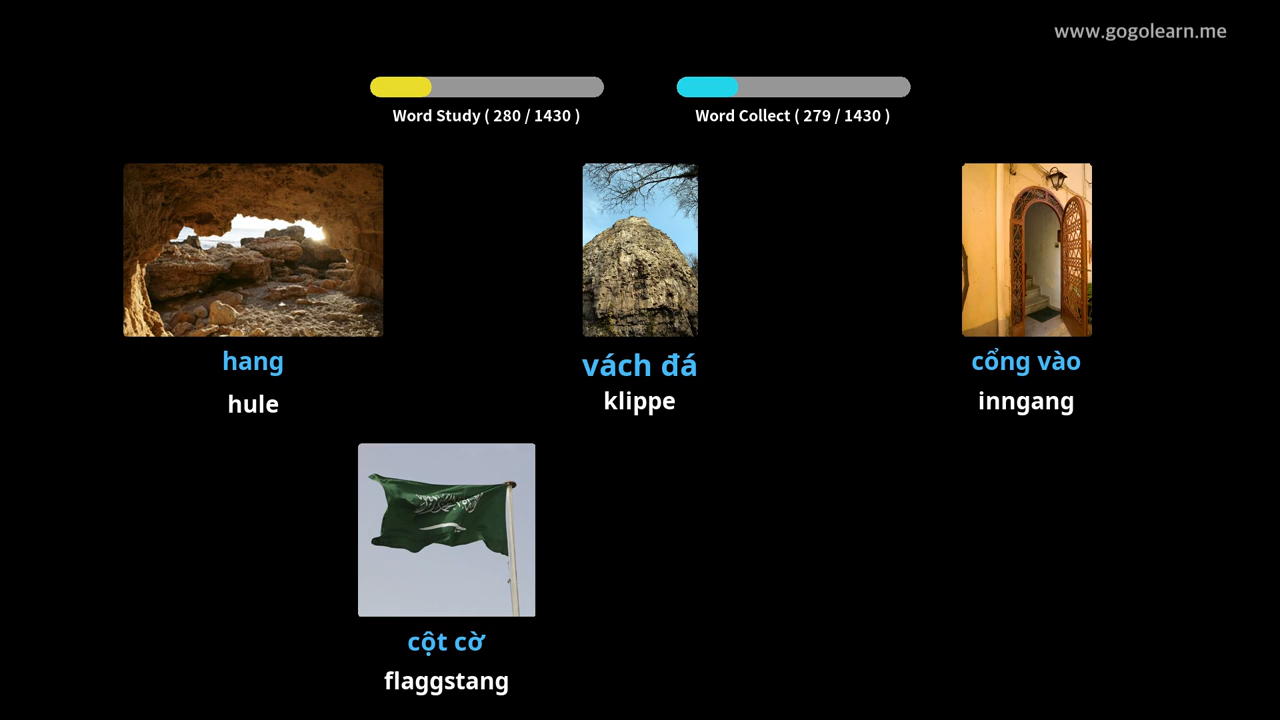 www.gogolearn.me
Word Study ( 280 / 1430 )
Word Collect ( 279 / 1430 )
hang
hule
vách đá
klippe
cổng vào
inngang
cột cờ
flaggstang